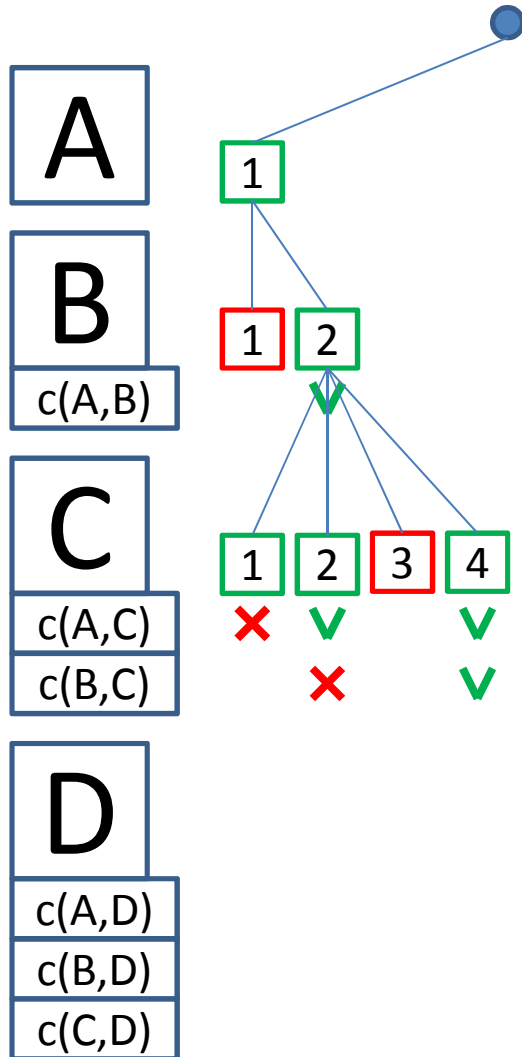 A
1
B
1 2
c(A,B)
C
1 2 3 4
c(A,C)
c(B,C)
D
c(A,D)
c(B,D)
c(C,D)